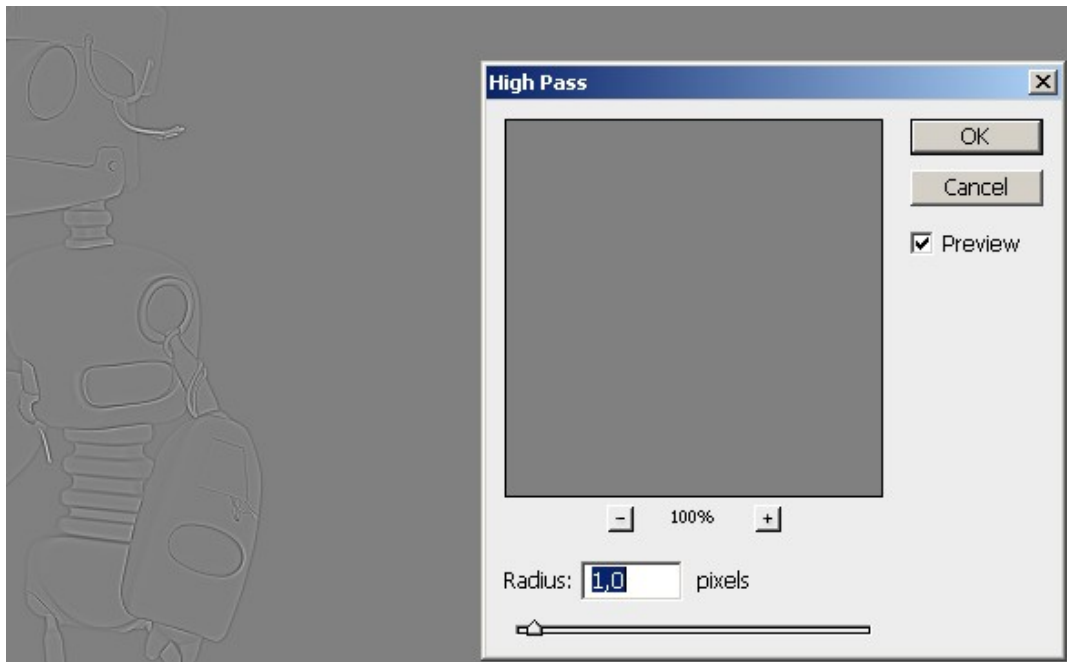 High Pass
OK
Cancel
Preview
- 100% +
Radius: 1,0 pixels